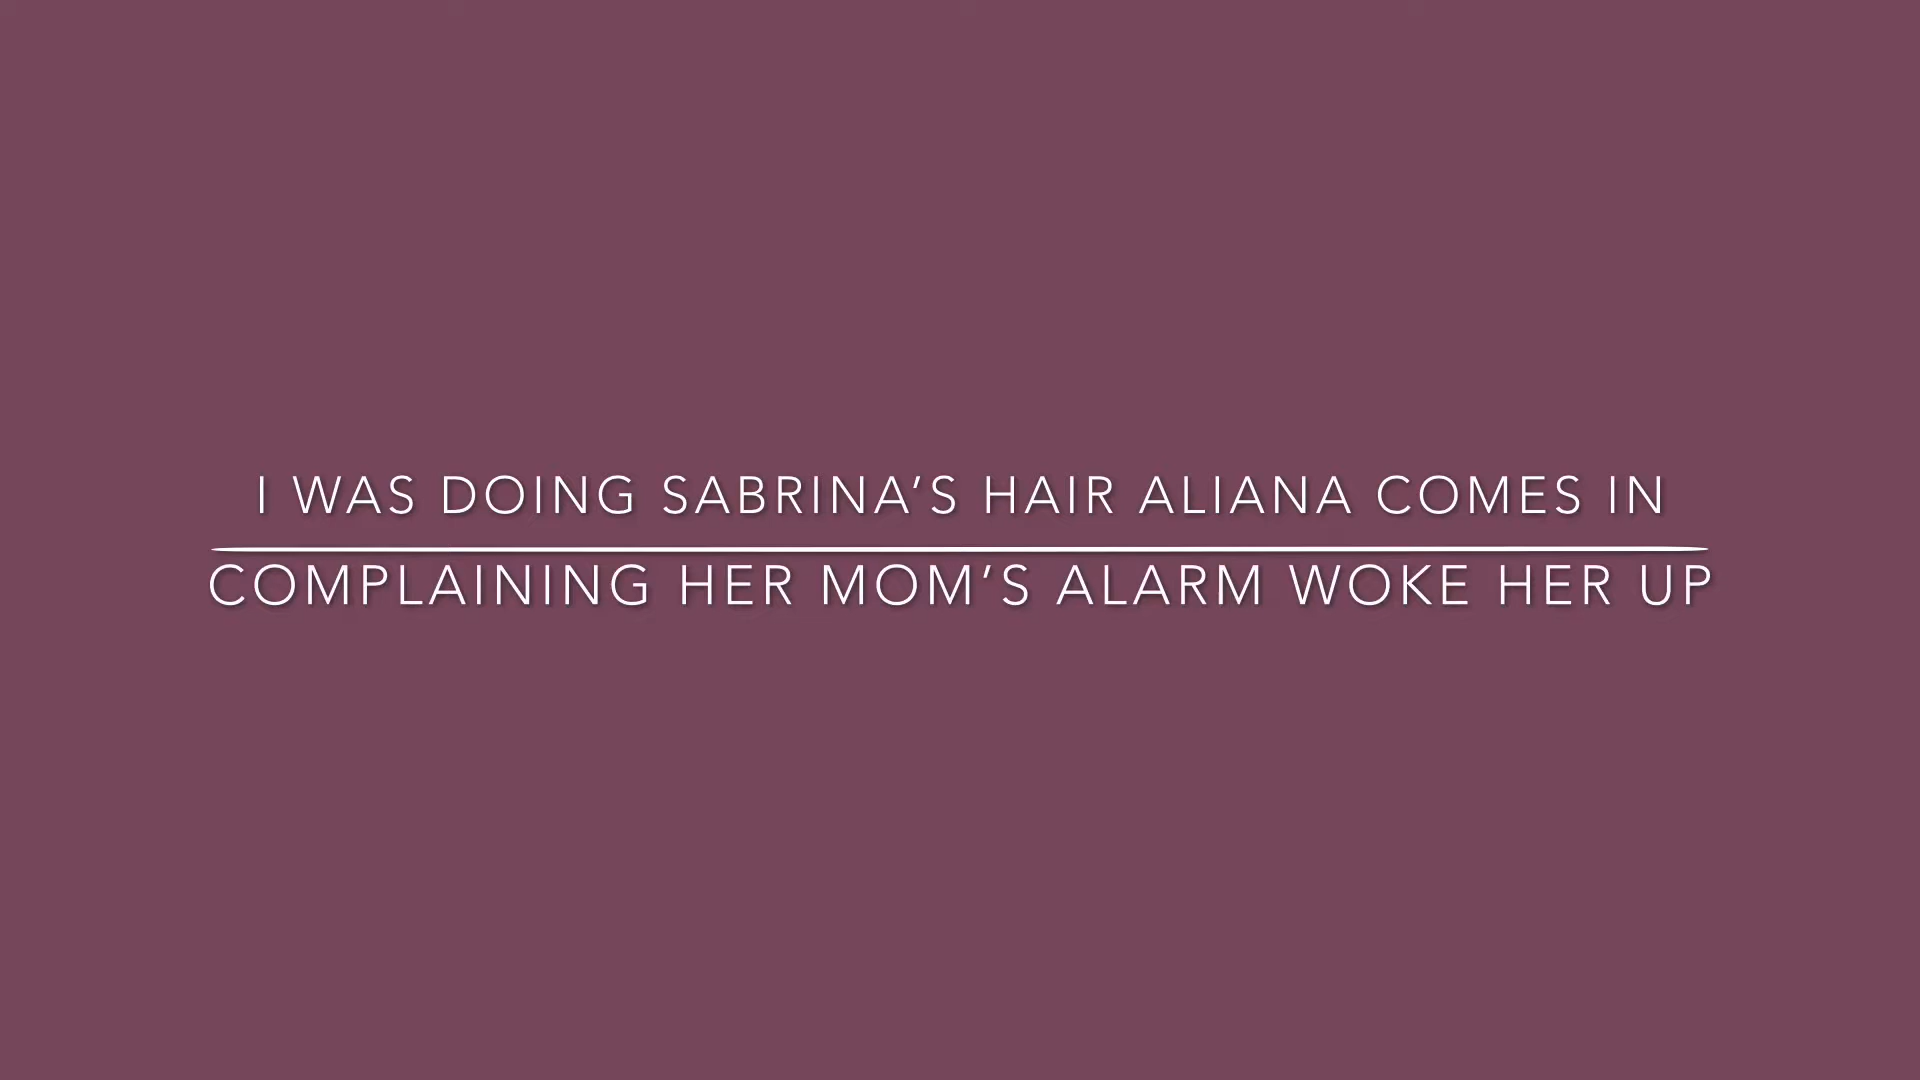 I WAS DOING SABRINA’S HAIR ALIANA COMES IN
COMPLAINING HER MOM’S ALARM WOKE HER UP